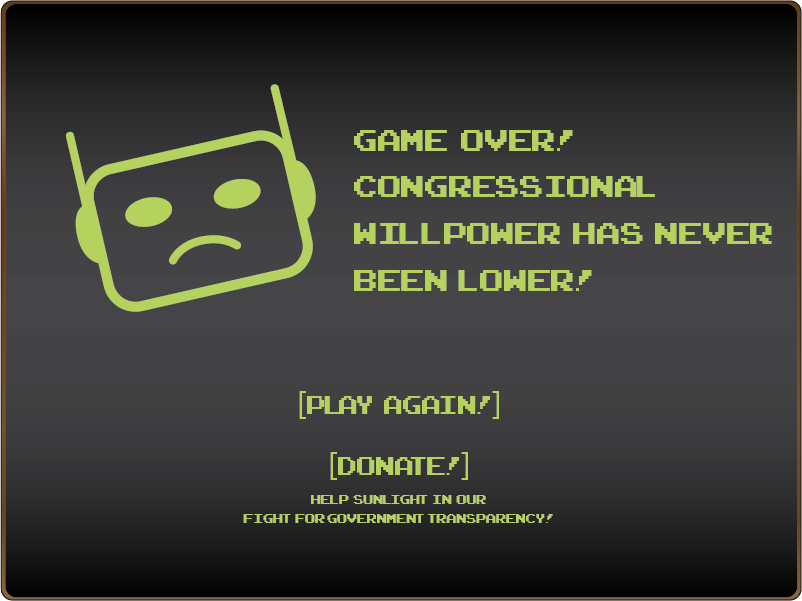 GAME OVER!
CONGRESSIONAL
WILLPOWER HAS NEVER
BEEN LOWER!
[PLAY AGAIN!]
[DONATE!]
HELP SUNLIGHT IN OUR
FIGHT FOR GOVERNMENT TRANSPARENCY!